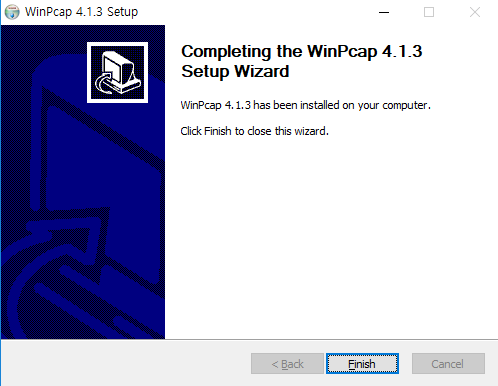 WinPcap 4.1.3 Setup
Completing the WinPcap 4.1.3
Setup Wizard
WinPcap 4.1.3 has been installed on your computer.
Click Finish to close this wizard.
< Back
Finish
Cancel